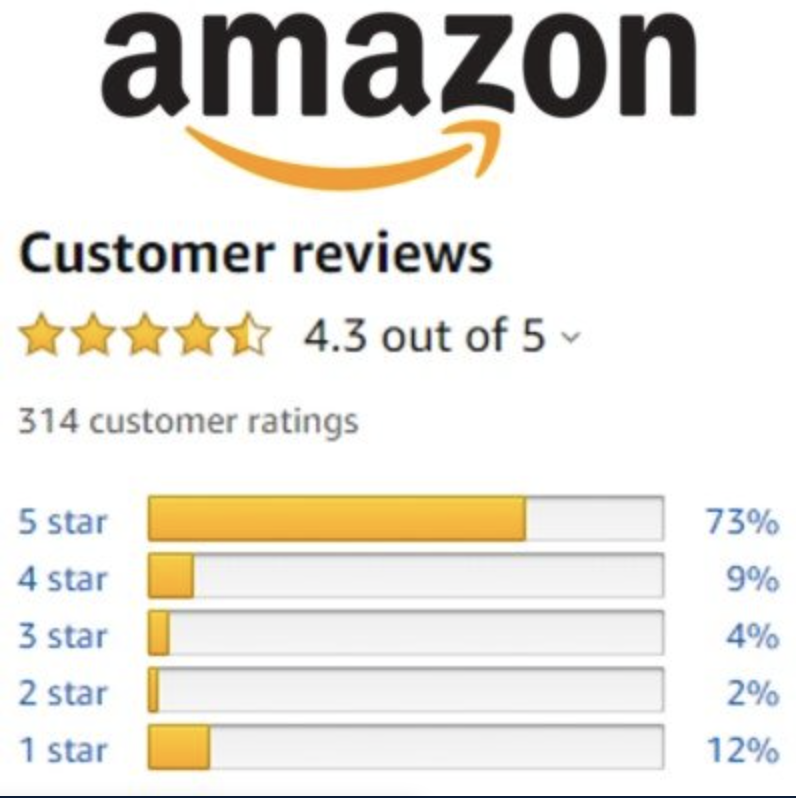 amazon
Customer reviews
4.3 out of 5
314 customer ratings
5 star 73%
4 star 9%
3 star 4%
2 star 2%
1 star 12%